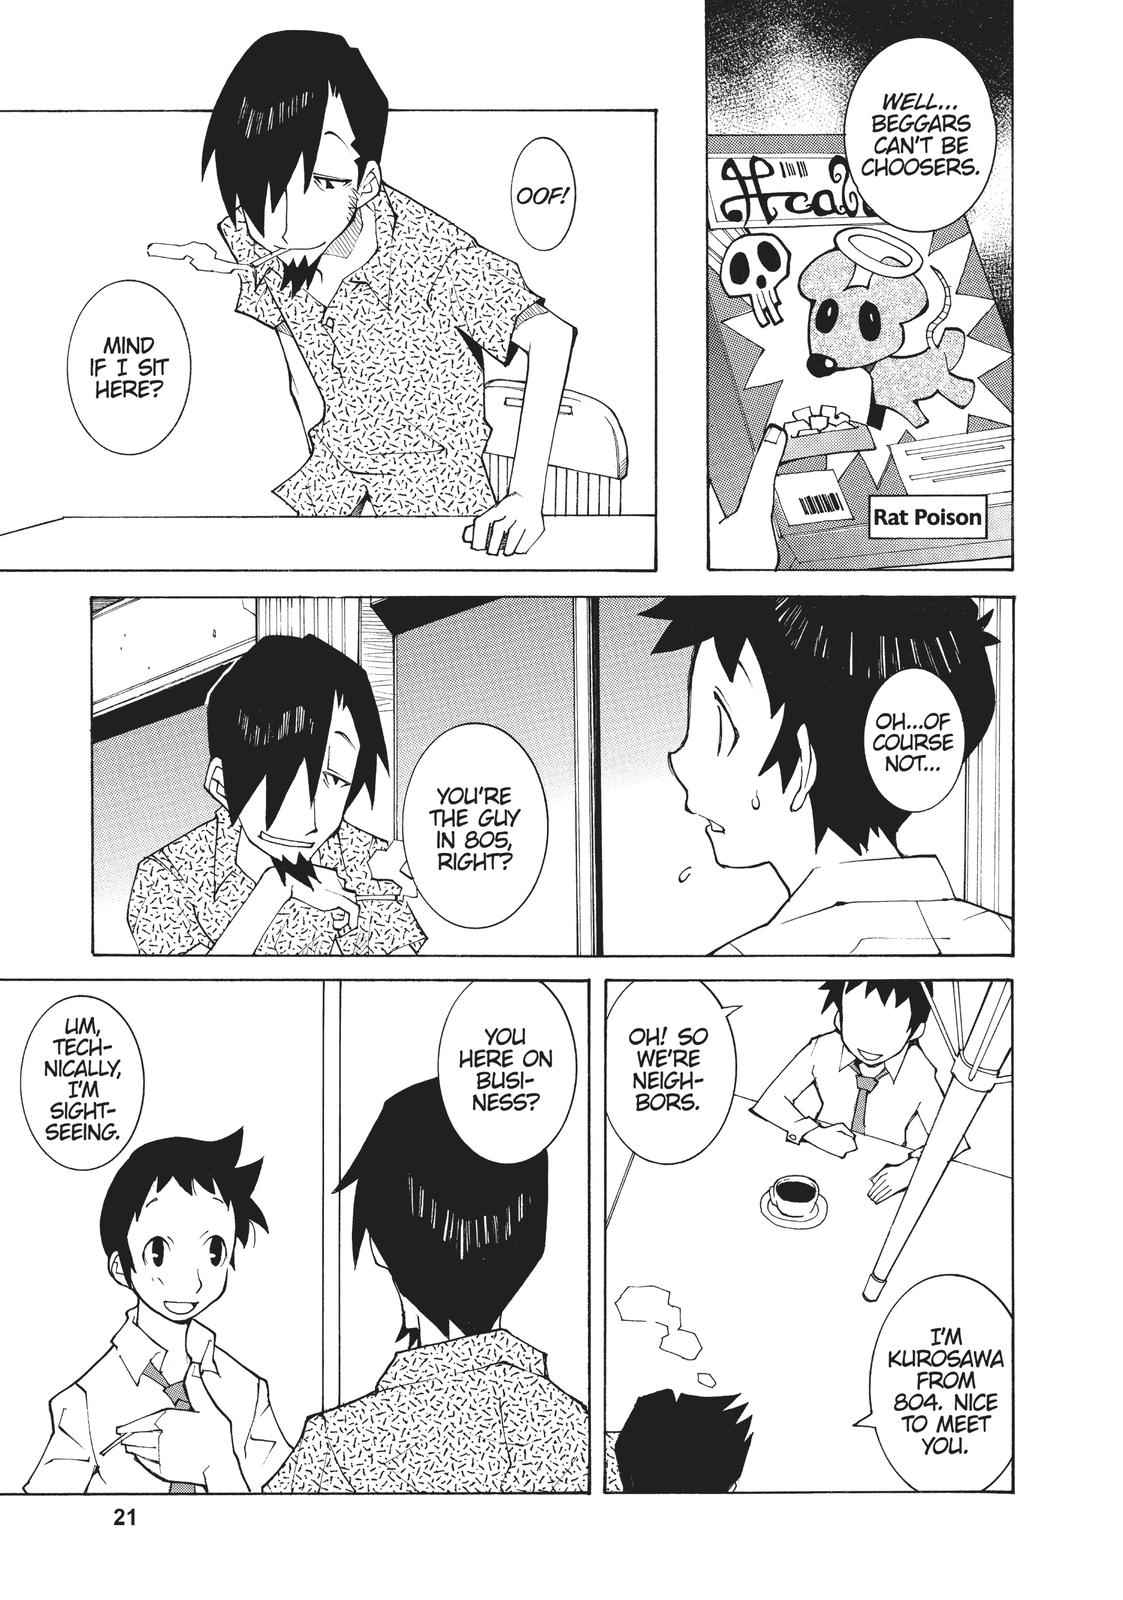 WELL...
BEGGARS
CAN'T BE
CHOOSERS.
Rat Poison
OOF!
MIND
IF I SIT
HERE?
OH...OF
COURSE
NOT...
YOU'RE
THE GUY
IN 805,
RIGHT?
OH! SO
WE'RE
NEIGH-
BORS.
I'M
KUROSAWA
FROM
804. NICE
TO MEET
YOU.
YOU
HERE ON
BUSI-
NESS?
UM,
TECH-
NICALLY,
I'M
SIGHT-
SEEING.
21